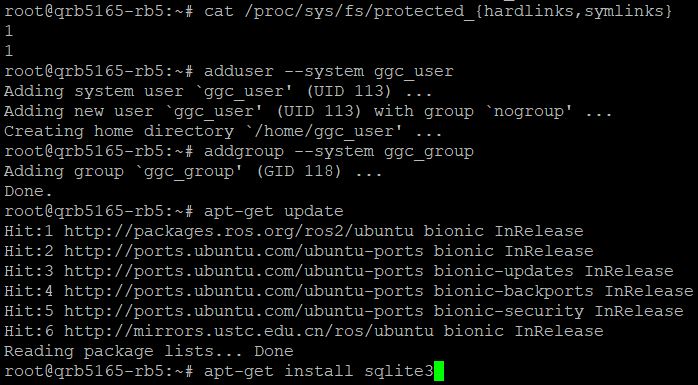 root@qrb5165-rb5:~# cat /proc/sys/fs/protected_{hardlinks,symlinks}
1
1
root@qrb5165-rb5:~# adduser --system ggc_user
Adding system user `ggc_user' (UID 113) ...
Adding new user `ggc_user' (UID 113) with group `nogroup' ...
Creating home directory `/home/ggc_user' ...
root@qrb5165-rb5:~# addgroup --system ggc_group
Adding group `ggc_group' (GID 118) ...
Done.
root@qrb5165-rb5:~# apt-get update
Hit:1 http://packages.ros.org/ros2/ubuntu bionic InRelease
Hit:2 http://ports.ubuntu.com/ubuntu-ports bionic InRelease
Hit:3 http://ports.ubuntu.com/ubuntu-ports bionic-updates InRelease
Hit:4 http://ports.ubuntu.com/ubuntu-ports bionic-backports InRelease
Hit:5 http://ports.ubuntu.com/ubuntu-ports bionic-security InRelease
Hit:6 http://mirrors.ustc.edu.cn/ros/ubuntu bionic InRelease
Reading package lists... Done
root@qrb5165-rb5:~# apt-get install sqlite3